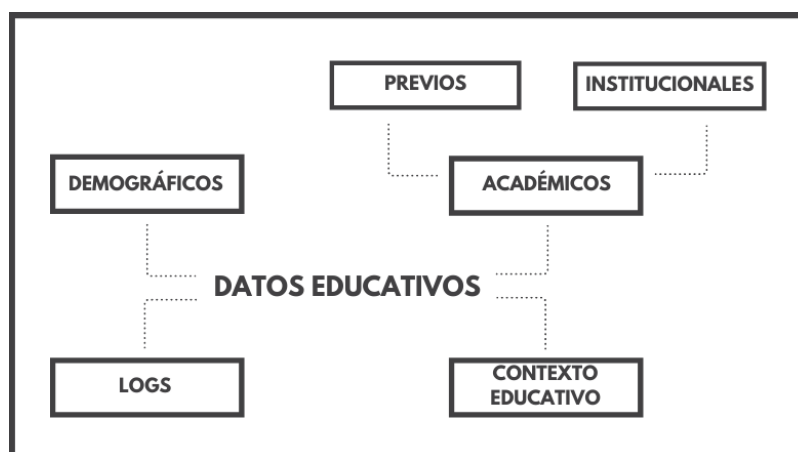 PREVIOS
INSTITUCIONALES
DEMOGRÁFICOS
ACADÉMICOS
DATOS EDUCATIVOS
LOGS
CONTEXTO
EDUCATIVO